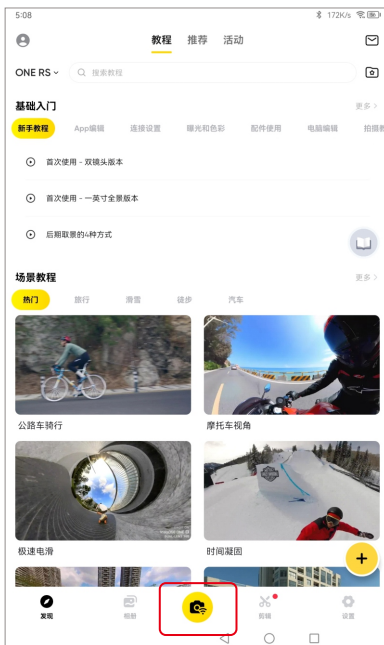 5:08 172K/s
教程 推荐 活动
ONE RS 搜索教程
基础入门 更多
新手教程 App编辑 连接设置 曝光和色彩 配件使用 电脑编辑 拍摄
首次使用 - 双镜头版本
首次使用 - 一英寸全景版本
后期取景的4种方式
场景教程 更多
热门 旅行 滑雪 徒步 汽车
公路车骑行 摩托车视角
极速电滑 时间凝固
发现 相册 剪辑 设置